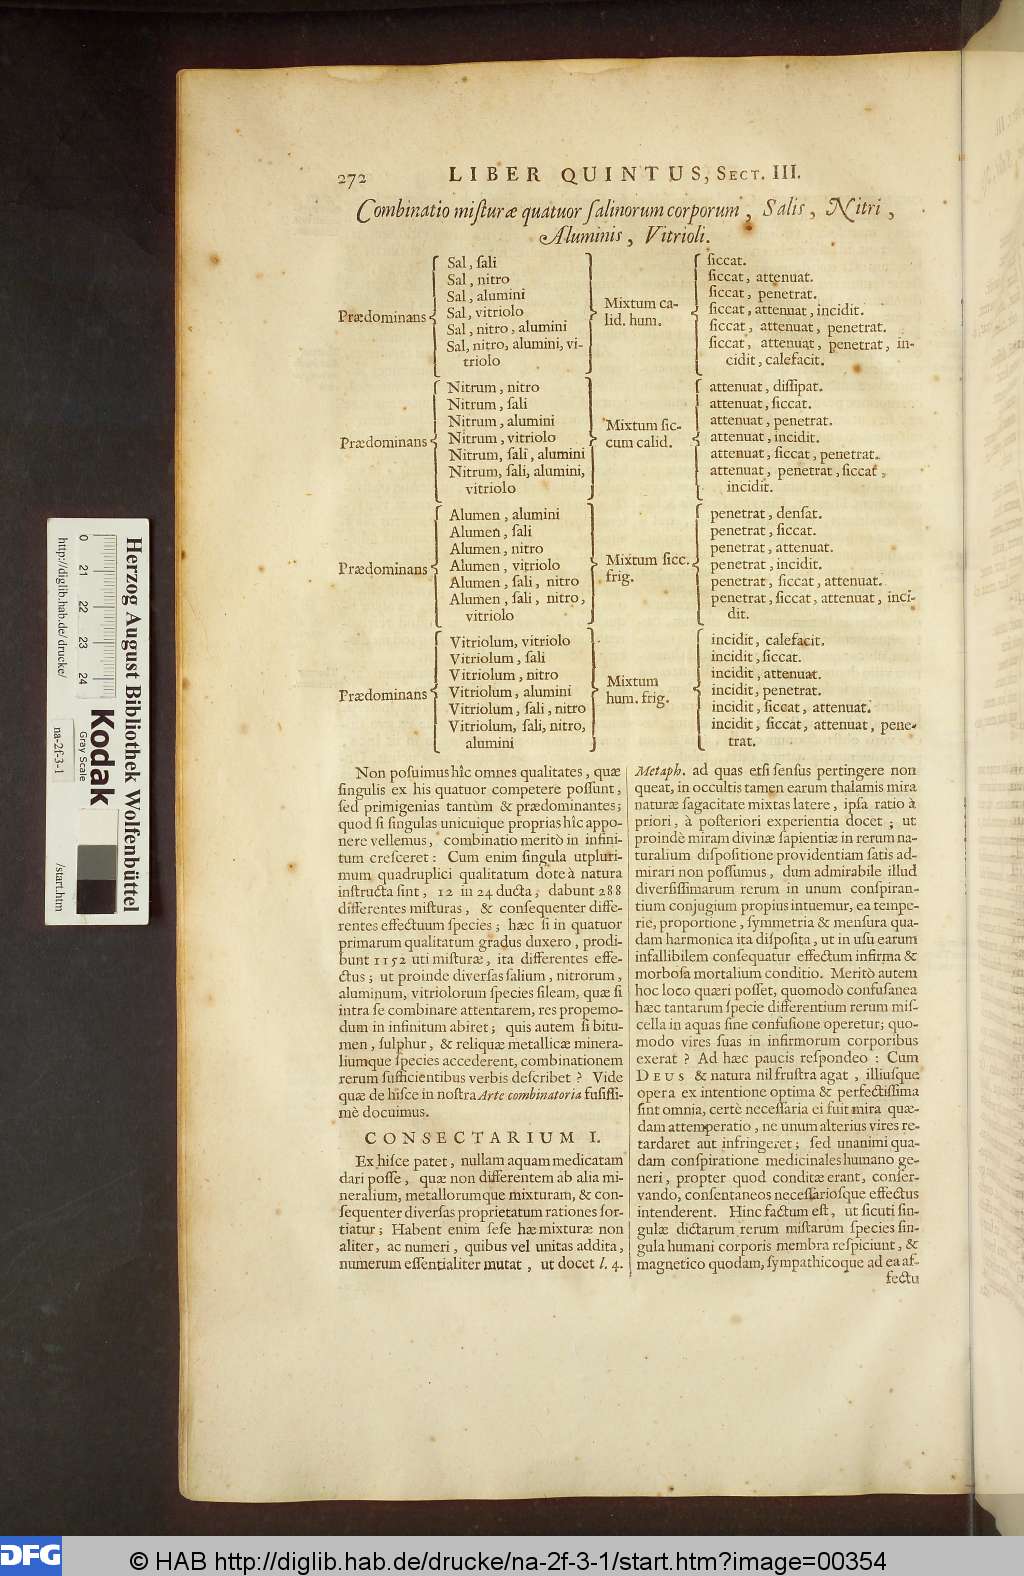 272 LIBER QUINTUS, SECT. III.
Combinatio miſturæ quatuor ſalinorum corporum, Salis, Nitri,
Aluminis, Vitrioli.
Prædominans
Sal, ſali
Sal, nitro
Sal, alumini
Sal, vitriolo
Sal, nitro, alumini
Sal, nitro, alumini, vi-
triolo
Mixtum ca-
lid. hum.
ſiccat.
ſiccat, attenuat.
ſiccat, penetrat.
ſiccat, attenuat, incidit.
ſiccat, attenuat, penetrat.
ſiccat, attenuat, penetrat, in-
cidit, calefacit.
Prædominans
Nitrum, nitro
Nitrum, ſali
Nitrum, alumini
Nitrum, vitriolo
Nitrum, ſali, alumini
Nitrum, ſali, alumini,
vitriolo
Mixtum ſic-
cum calid.
attenuat, diſſipat.
attenuat, ſiccat.
attenuat, penetrat.
attenuat, incidit.
attenuat, ſiccat, penetrat.
attenuat, penetrat, ſiccat,
incidit.
Prædominans
Alumen, alumini
Alumen, ſali
Alumen, nitro
Alumen, vitriolo
Alumen, ſali, nitro
Alumen, ſali, nitro,
vitriolo
Mixtum ſicc.
frig.
penetrat, denſat.
penetrat, ſiccat.
penetrat, attenuat.
penetrat, incidit.
penetrat, ſiccat, attenuat.
penetrat, ſiccat, attenuat, inci-
dit.
Prædominans
Vitriolum, vitriolo
Vitriolum, ſali
Vitriolum, nitro
Vitriolum, alumini
Vitriolum, ſali, nitro
Vitriolum, ſali, nitro,
alumini
Mixtum
hum. frig.
incidit, calefacit.
incidit, ſiccat.
incidit, attenuat.
incidit, penetrat.
incidit, ſiccat, attenuat.
incidit, ſiccat, attenuat, pene-
trat.
Non poſuimus hîc omnes qualitates, quæ
ſingulis ex his quatuor competere poſſunt,
ſed primigenias tantùm & prædominantes;
quod ſi ſingulas unicuique proprias hîc appo-
nere vellemus, combinatio meritò in infini-
tum creſceret: Cum enim ſingula utpluri-
mum quadruplici qualitatum dote à natura
inſtructa ſint, 12 in 24 ducta, dabunt 288
differentes miſturas, & conſequenter diffe-
rentes effectuum ſpecies; hæc ſi in quatuor
primarum qualitatum gradus duxero, prodi-
bunt 1152 uti miſturæ, ita differentes effe-
ctus; ut proinde diverſas ſalium, nitrorum,
aluminum, vitriolorum ſpecies ſileam, quæ ſi
intra ſe combinare attentarem, res propemo-
dum in infinitum abiret; quis autem ſi bitu-
men, ſulphur, & reliquæ metallicæ minera-
liumque ſpecies accederent, combinationem
rerum ſufficientibus verbis deſcribet? Vide
quæ de hiſce in noſtra Arte combinatoria fuſiſſi-
mè docuimus.
CONSECTARIUM I.
Ex hiſce patet, nullam aquam medicatam
dari poſſe, quæ non differentem ab alia mi-
neralium, metallorumque mixturam, & con-
ſequenter diverſas proprietatum rationes ſor-
tiatur; Habent enim ſeſe hæ mixturæ non
aliter, ac numeri, quibus vel unitas addita,
numerum eſſentialiter mutat, ut docet l. 4.
Metaph. ad quas etſi ſenſus pertingere non
queat, in occultis tamen earum thalamis mira
naturæ ſagacitate mixtas latere, ipſa ratio à
priori, à poſteriori experientia docet; ut
proindè miram divinæ ſapientiæ in rerum na-
turalium diſpoſitione providentiam ſatis ad-
mirari non poſſumus, dum admirabile illud
diverſiſſimarum rerum in unum conſpiran-
tium conjugium propius intuemur, ea tempe-
rie, proportione, ſymmetria & menſura qua-
dam harmonica ita diſpoſita, ut in uſu earum
infallibilem conſequatur effectum infirma &
morboſa mortalium conditio. Meritò autem
hoc loco quæri poſſet, quomodò confuſanea
hæc tantarum ſpecie differentium rerum miſ-
cella in aquas ſine confuſione operetur; quo-
modo vires ſuas in infirmorum corporibus
exerat? Ad hæc paucis reſpondeo: Cum
DEUS & natura nil fruſtra agat, illiuſque
opera ex intentione optima & perfectiſſima
ſint omnia, certè neceſſaria ei fuit mira quæ-
dam attemperatio, ne unum alterius vires re-
tardaret aut infringeret; ſed unanimi qua-
dam conſpiratione medicinales humano ge-
neri, propter quod conditæ erant, conſer-
vando, conſentaneos neceſſarioſque effectus
intenderent. Hinc factum eſt, ut ſicuti ſin-
gulæ dictarum rerum miſtarum ſpecies ſin-
gula humani corporis membra reſpiciunt, &
magnetico quodam, ſympathicoque ad ea af-
fectu
Herzog August Bibliothek Wolfenbüttel
0 21 22 23 24
Kodak
Gray Scale
http://diglib.hab.de/drucke/
na-2f-3-1
/start.htm
DFG
© HAB http://diglib.hab.de/drucke/na-2f-3-1/start.htm?image=00354